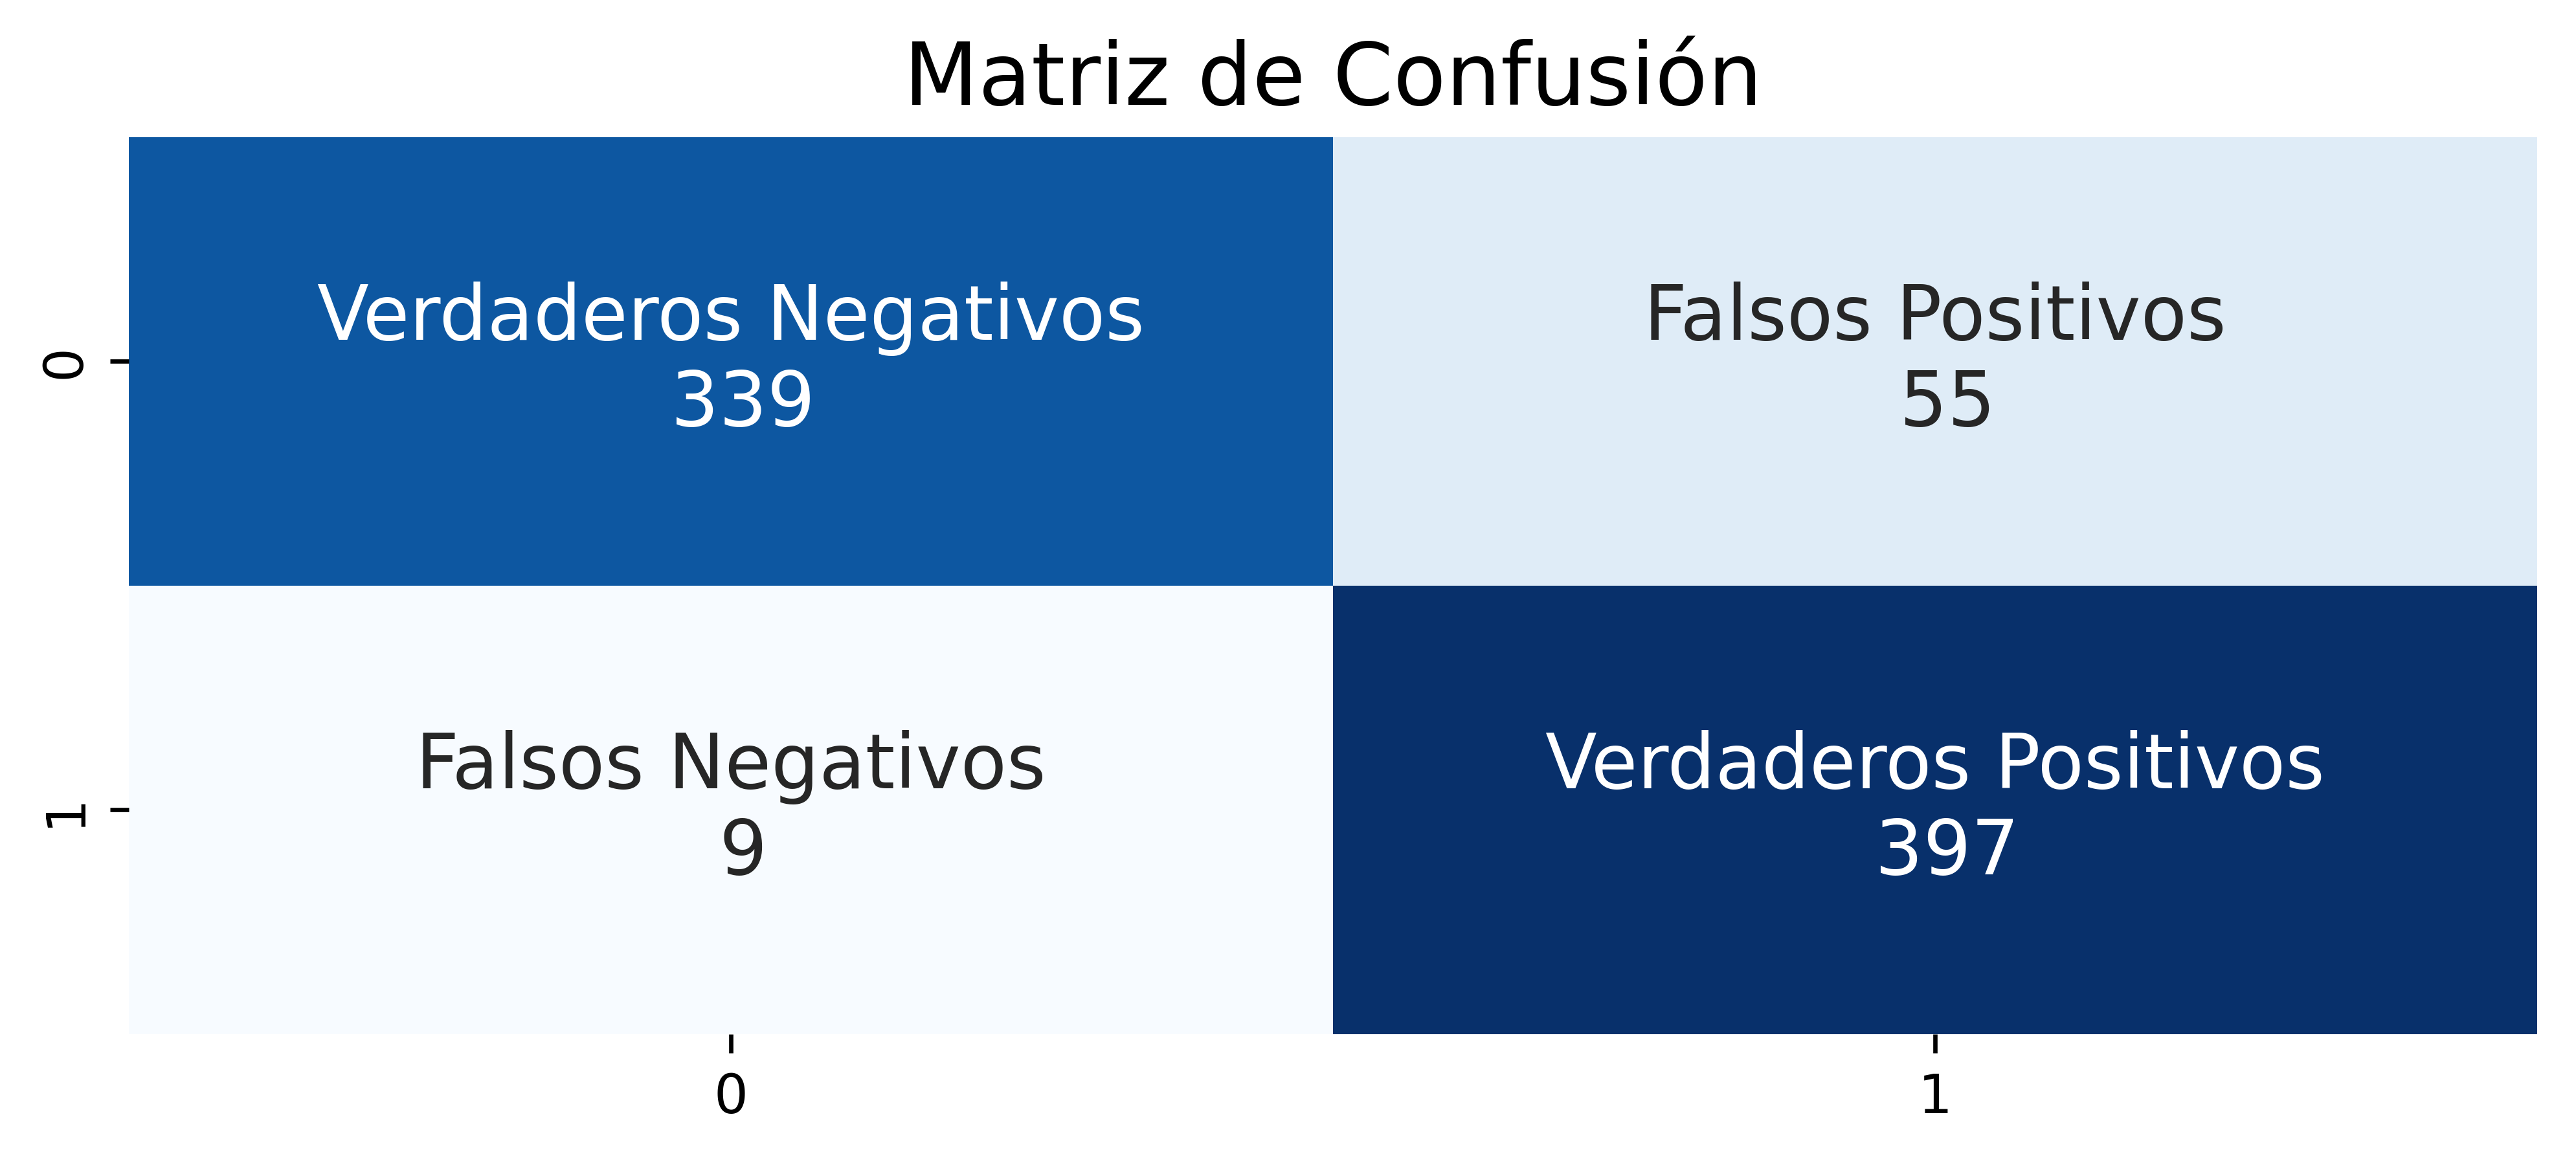 Matriz de Confusión
0
Verdaderos Negativos
339
Falsos Positivos
55
1
Falsos Negativos
9
Verdaderos Positivos
397
0
1